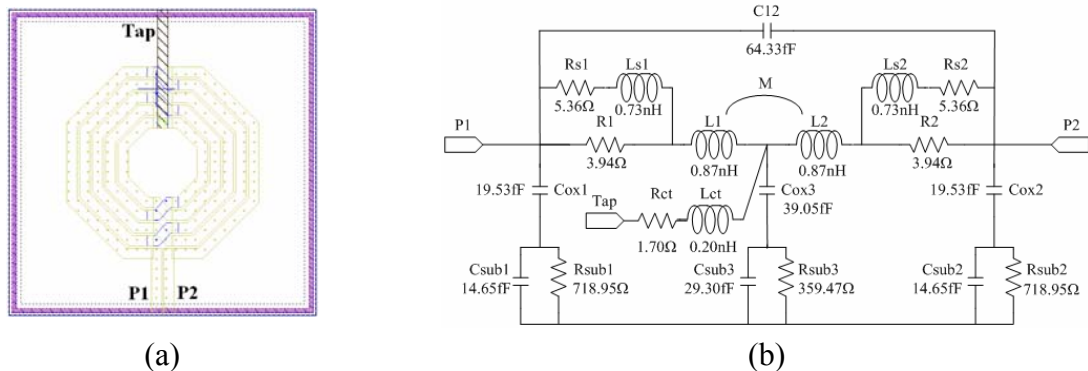 Tap
P1 P2
(a)
C12
64.33fF
Rs1 Ls1
5.36Ω 0.73nH
M
Ls2 Rs2
0.73nH 5.36Ω
P1 R1 L1 L2 R2 P2
3.94Ω 0.87nH 0.87nH 3.94Ω
19.53fF Cox1
Rct Lct
Cox3
39.05fF
19.53fF Cox2
Tap
1.70Ω 0.20nH
Csub1 Rsub1
14.65fF 718.95Ω
Csub3 Rsub3
29.30fF 359.47Ω
Csub2 Rsub2
14.65fF 718.95Ω
(b)